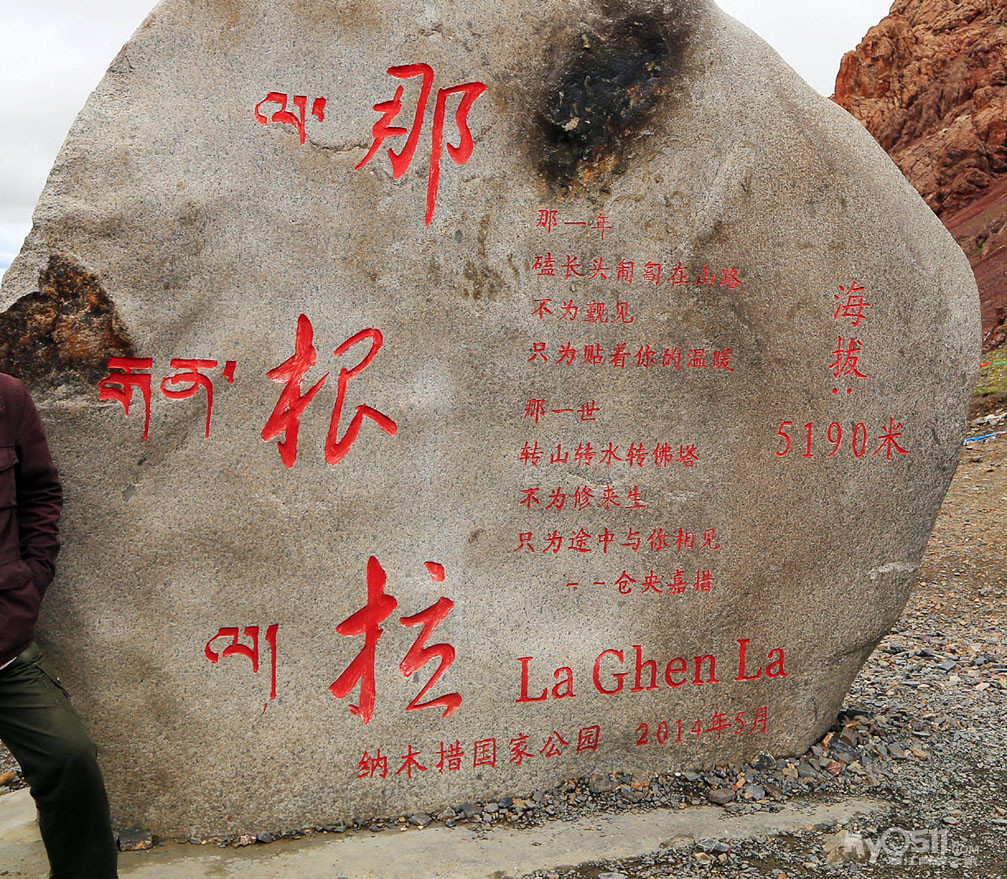 ལ། 那
གན་ 根
ལ། 拉
那一年
磕长头匍匐在山路
不为觐见
只为贴着你的温暖
那一世
转山转水转佛塔
不为修来生
只为途中与你相见
--仓央嘉措
海拔:
5190米
La Ghen La
纳木措国家公园 2014年5月